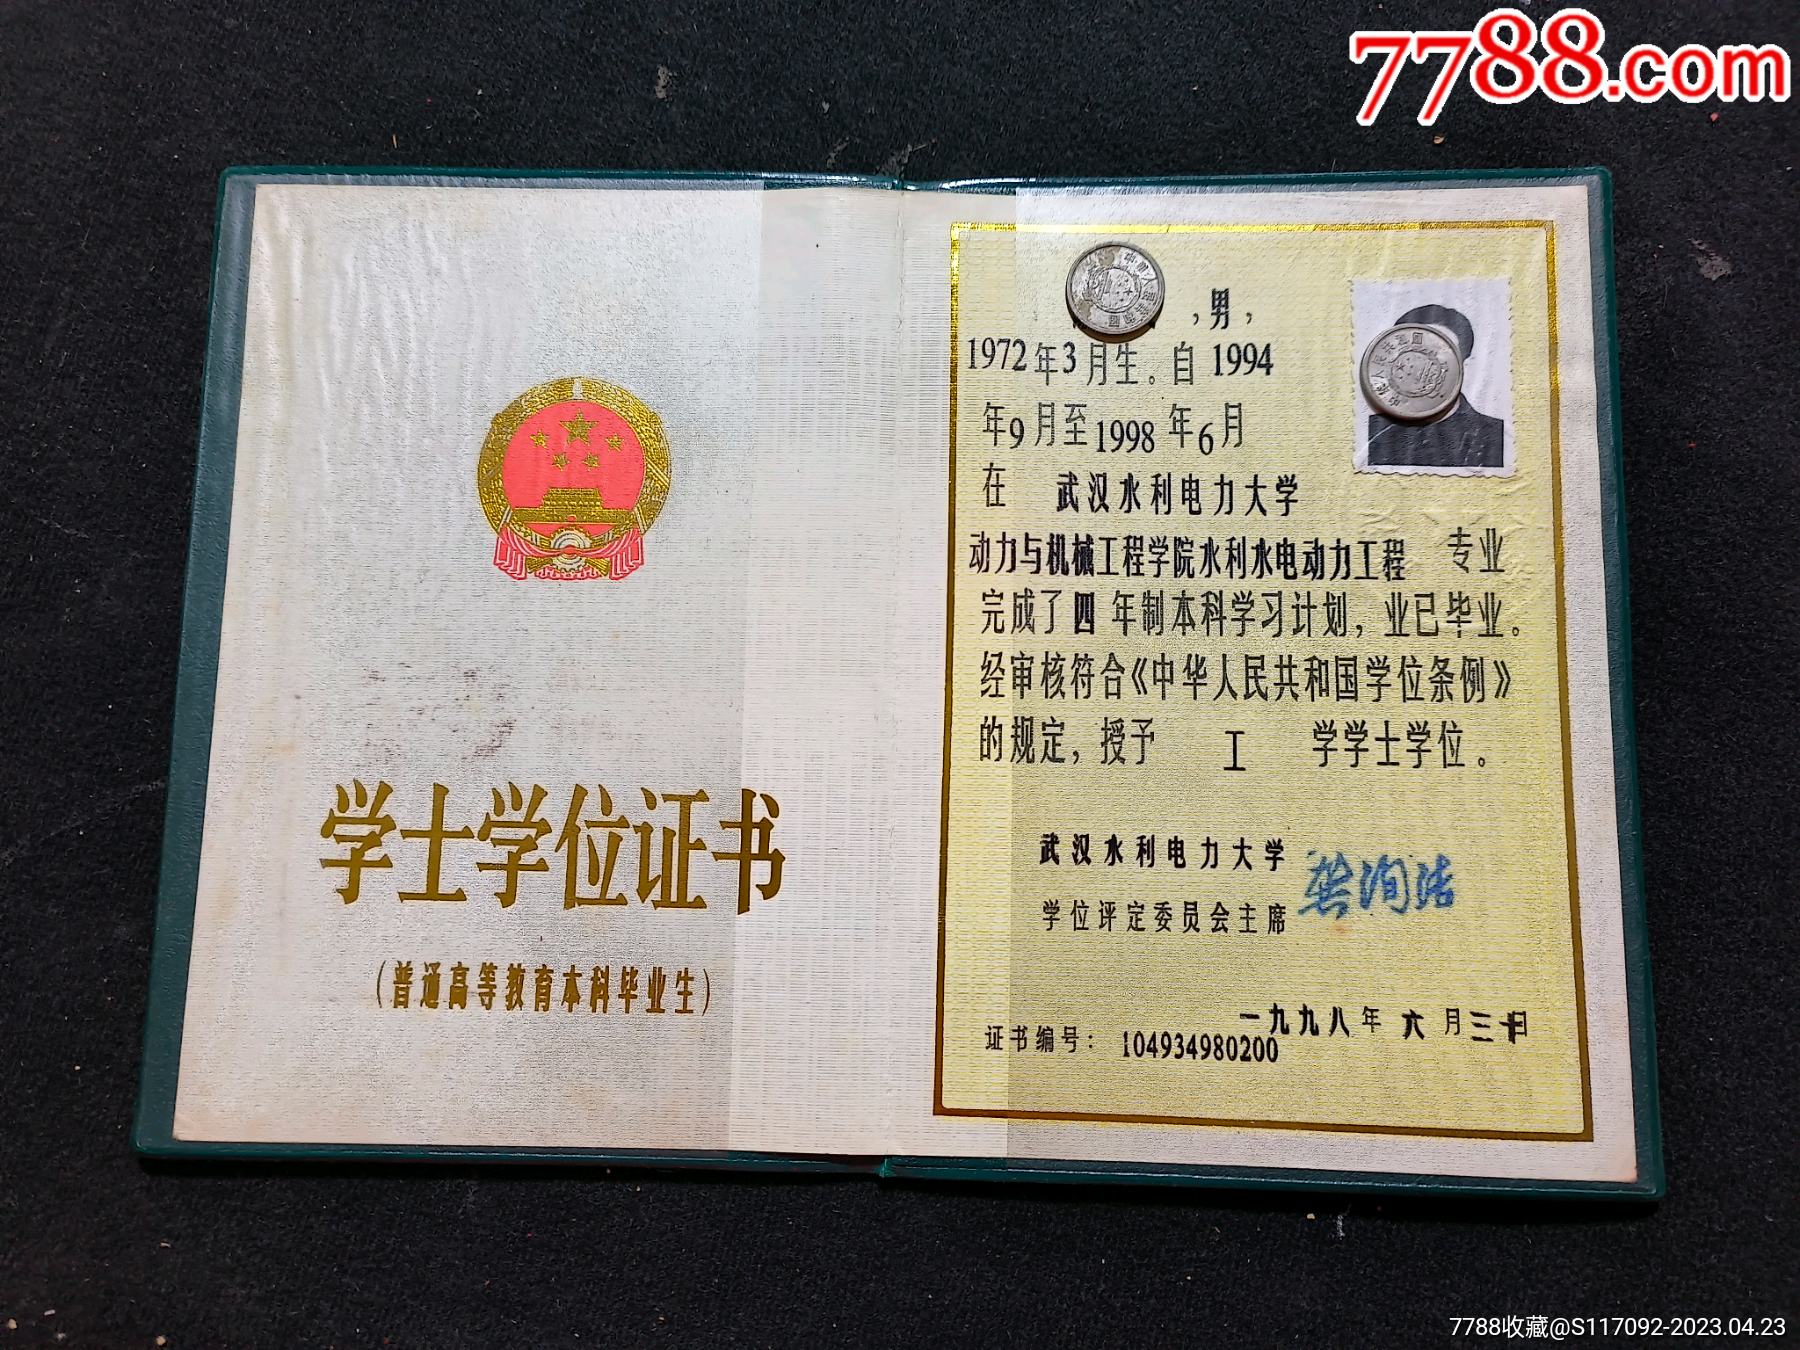 7788.com
学士学位证书
（普通高等教育本科毕业生）
，男，
1972年3月生。自1994
年9月至1998年6月
在 武汉水利电力大学
动力与机械工程学院水利水电动力工程 专业
完成了四年制本科学习计划，业已毕业。
经审核符合《中华人民共和国学位条例》
的规定，授予 工 学学士学位。
武汉水利电力大学
学位评定委员会主席
一九九八年六月三十日
证书编号：104934980200
7788收藏@S117092-2023.04.23